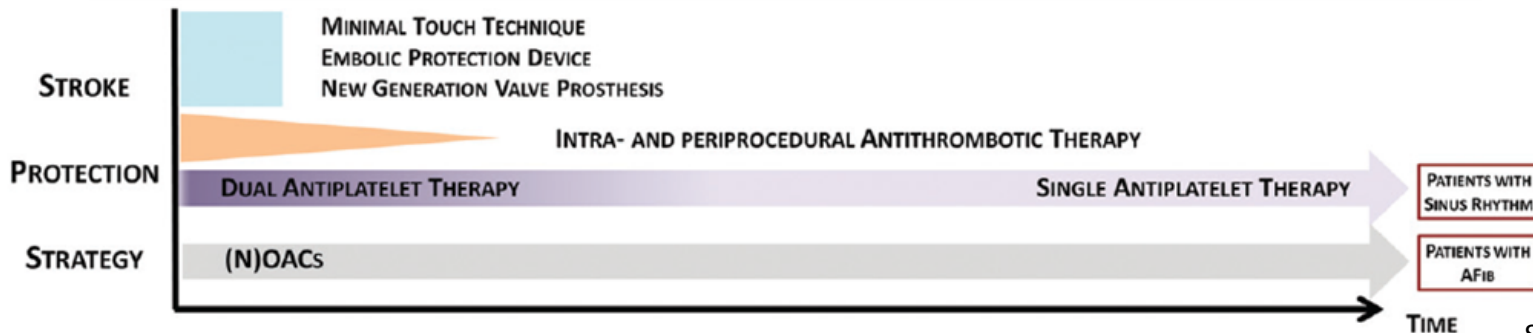 MINIMAL TOUCH TECHNIQUE
EMBOLIC PROTECTION DEVICE
NEW GENERATION VALVE PROSTHESIS
STROKE
INTRA- AND PERIPROCEDURAL ANTITHROMBOTIC THERAPY
PROTECTION
DUAL ANTIPLATELET THERAPY
SINGLE ANTIPLATELET THERAPY
PATIENTS WITH
SINUS RHYTHM
STRATEGY
(N)OACS
PATIENTS WITH
AFIB
TIME